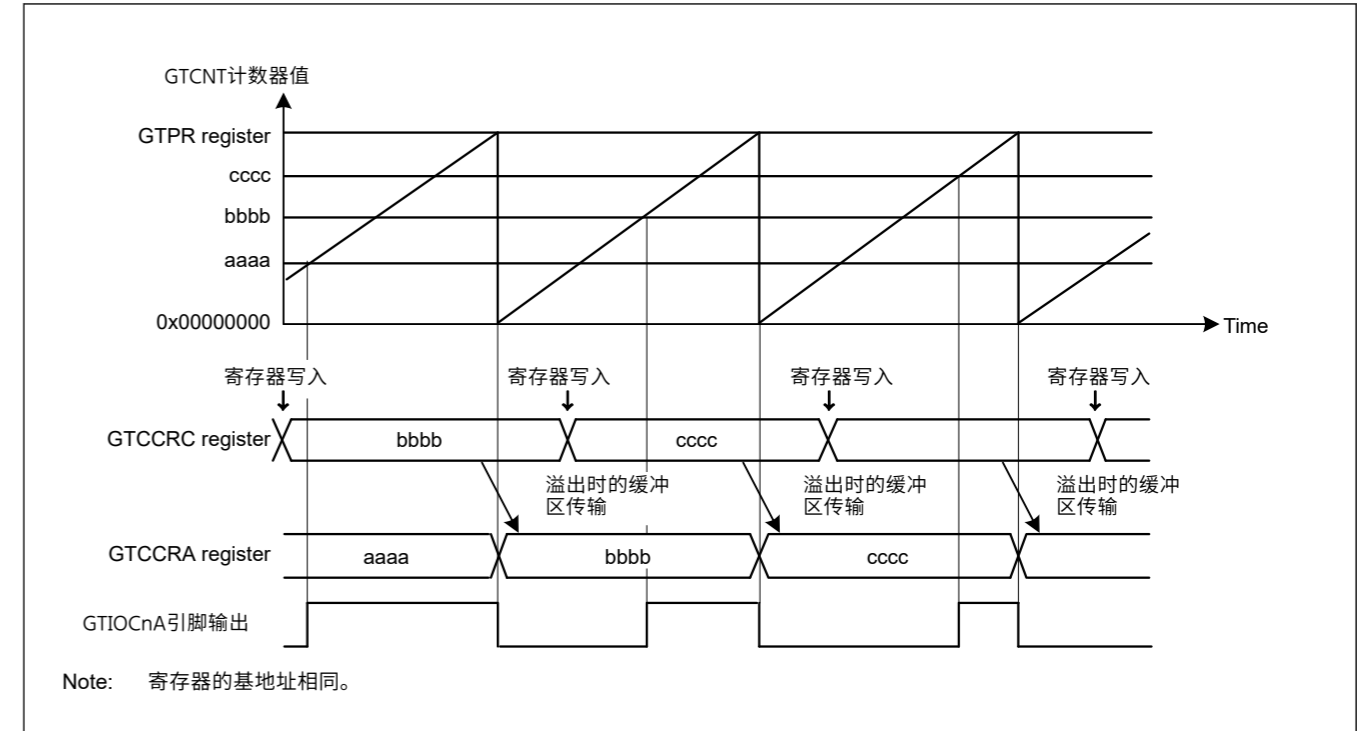 GTCNT计数器值
GTPR register
cccc
bbbb
aaaa
0x00000000
Time
寄存器写入
寄存器写入
寄存器写入
寄存器写入
GTCCRC register
bbbb
cccc
溢出时的缓冲
区传输
溢出时的缓冲
区传输
溢出时的缓冲
区传输
GTCCRA register
aaaa
bbbb
cccc
GTIOCnA引脚输出
Note: 寄存器的基地址相同。